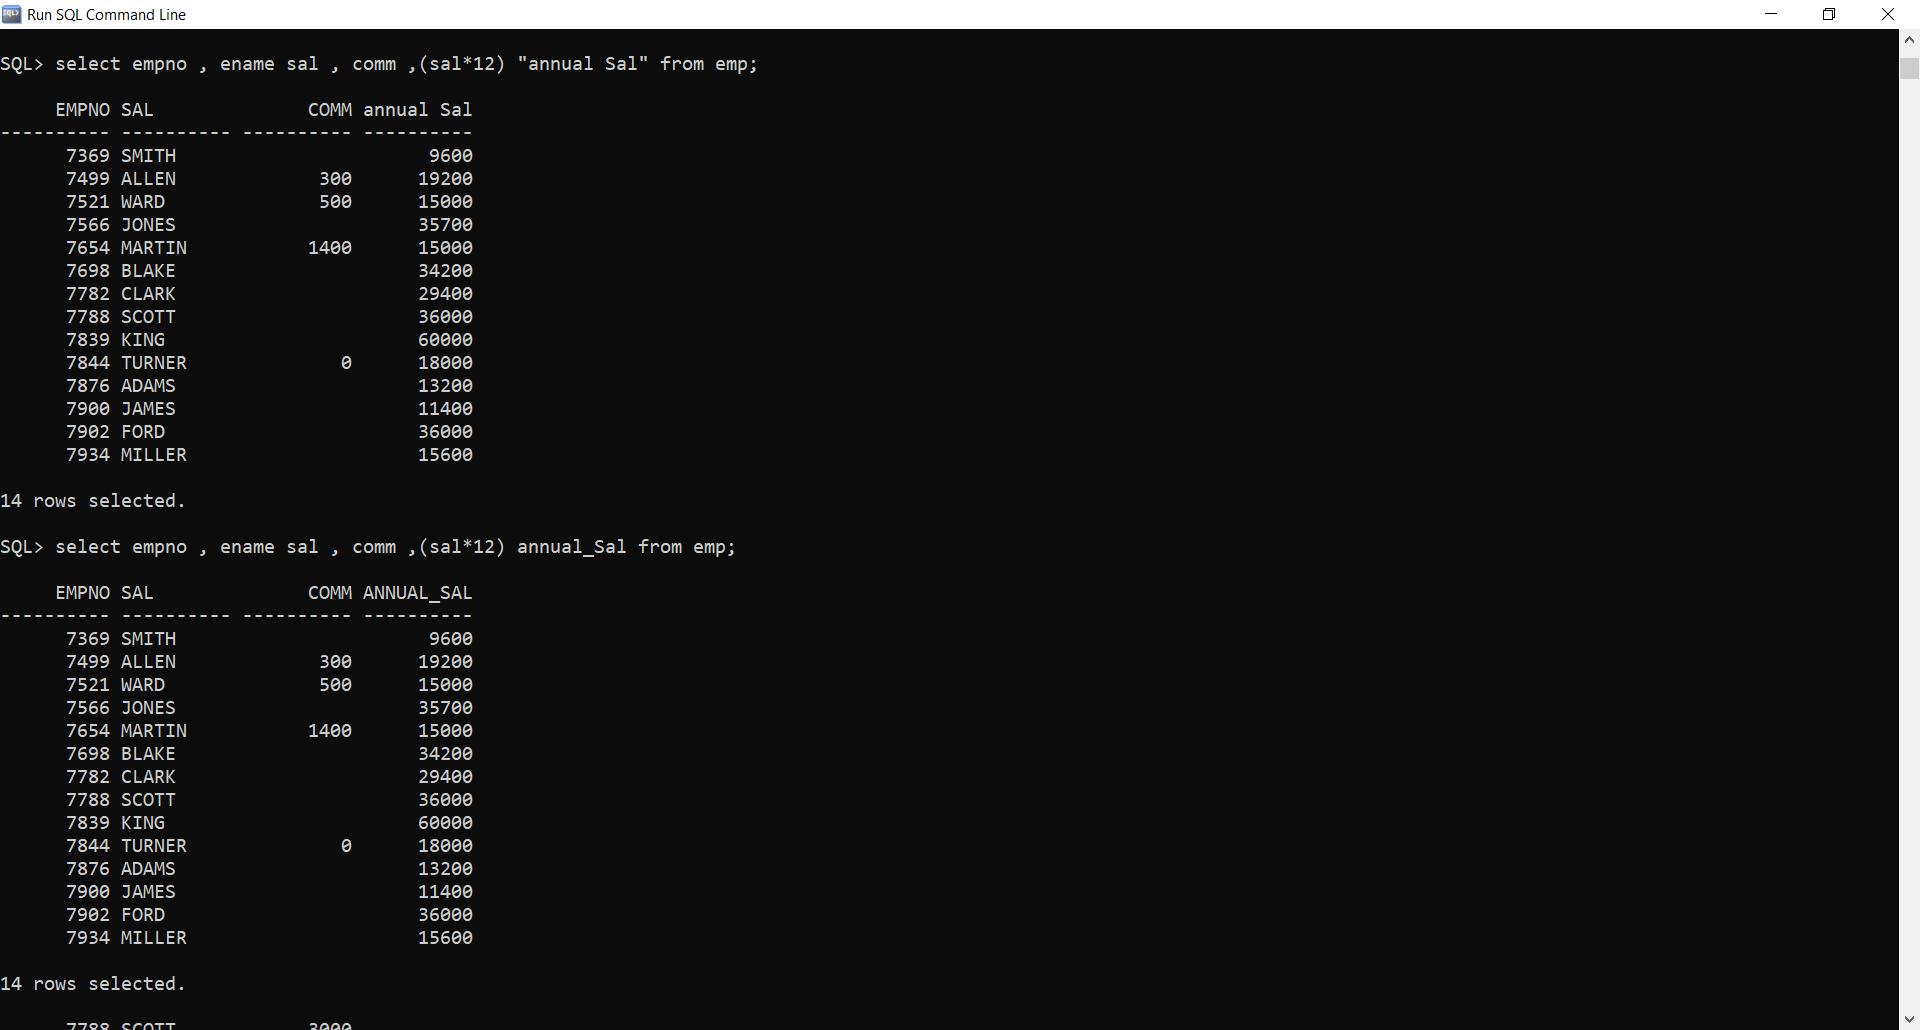 Run SQL Command Line
SQL> select empno , ename sal , comm ,(sal*12) "annual Sal" from emp;
     EMPNO SAL              COMM annual Sal
---------- ---------- ---------- ----------
      7369 SMITH                       9600
      7499 ALLEN             300      19200
      7521 WARD              500      15000
      7566 JONES                      35700
      7654 MARTIN           1400      15000
      7698 BLAKE                      34200
      7782 CLARK                      29400
      7788 SCOTT                      36000
      7839 KING                       60000
      7844 TURNER              0      18000
      7876 ADAMS                      13200
      7900 JAMES                      11400
      7902 FORD                       36000
      7934 MILLER                     15600
14 rows selected.
SQL> select empno , ename sal , comm ,(sal*12) annual_Sal from emp;
     EMPNO SAL              COMM ANNUAL_SAL
---------- ---------- ---------- ----------
      7369 SMITH                       9600
      7499 ALLEN             300      19200
      7521 WARD              500      15000
      7566 JONES                      35700
      7654 MARTIN           1400      15000
      7698 BLAKE                      34200
      7782 CLARK                      29400
      7788 SCOTT                      36000
      7839 KING                       60000
      7844 TURNER              0      18000
      7876 ADAMS                      13200
      7900 JAMES                      11400
      7902 FORD                       36000
      7934 MILLER                     15600
14 rows selected.
      7788 SCOTT            3000